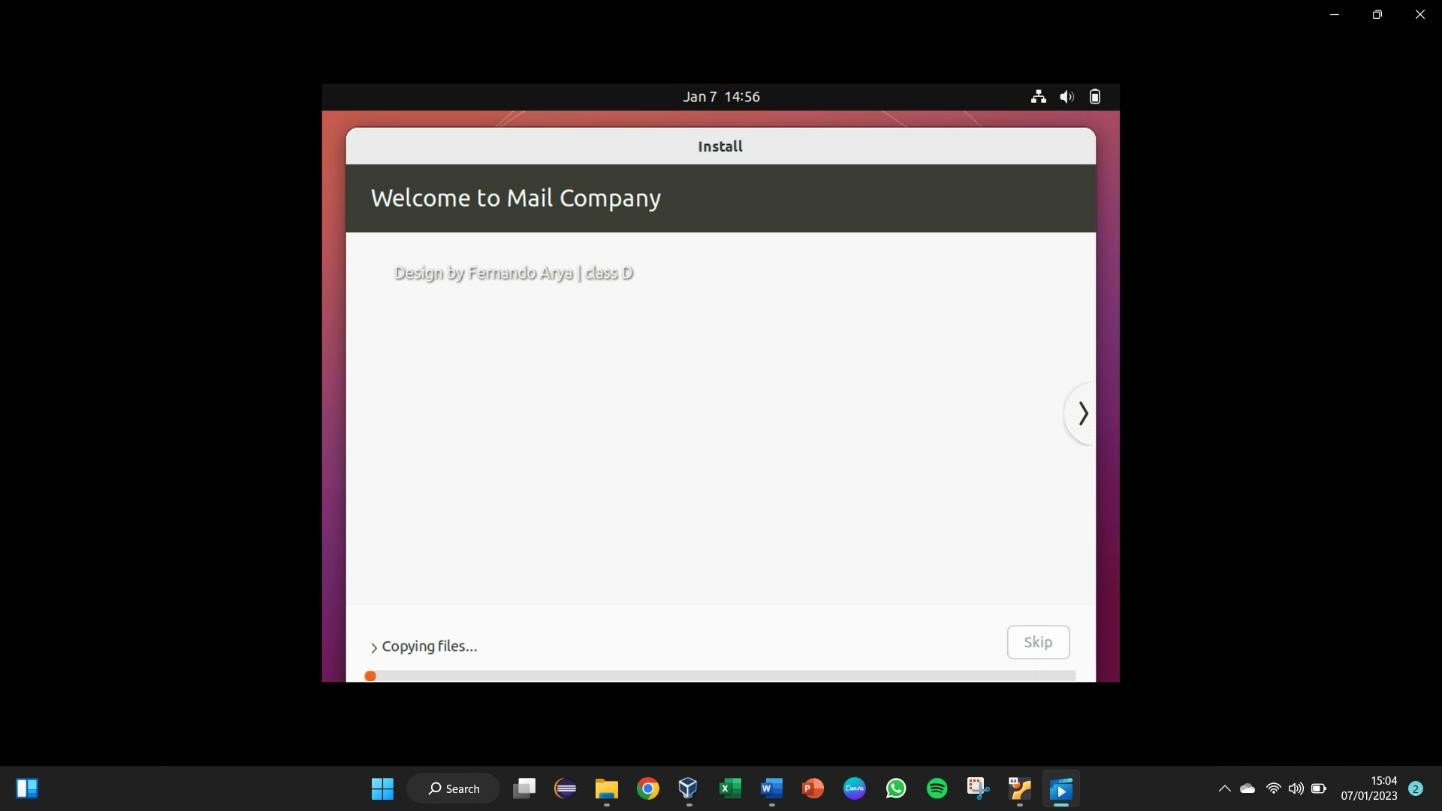 Jan 7 14:56
Install
Welcome to Mail Company
Design by Fernando Arya | class D
Copying files...
Skip
Search
Canva
15:04
07/01/2023
2